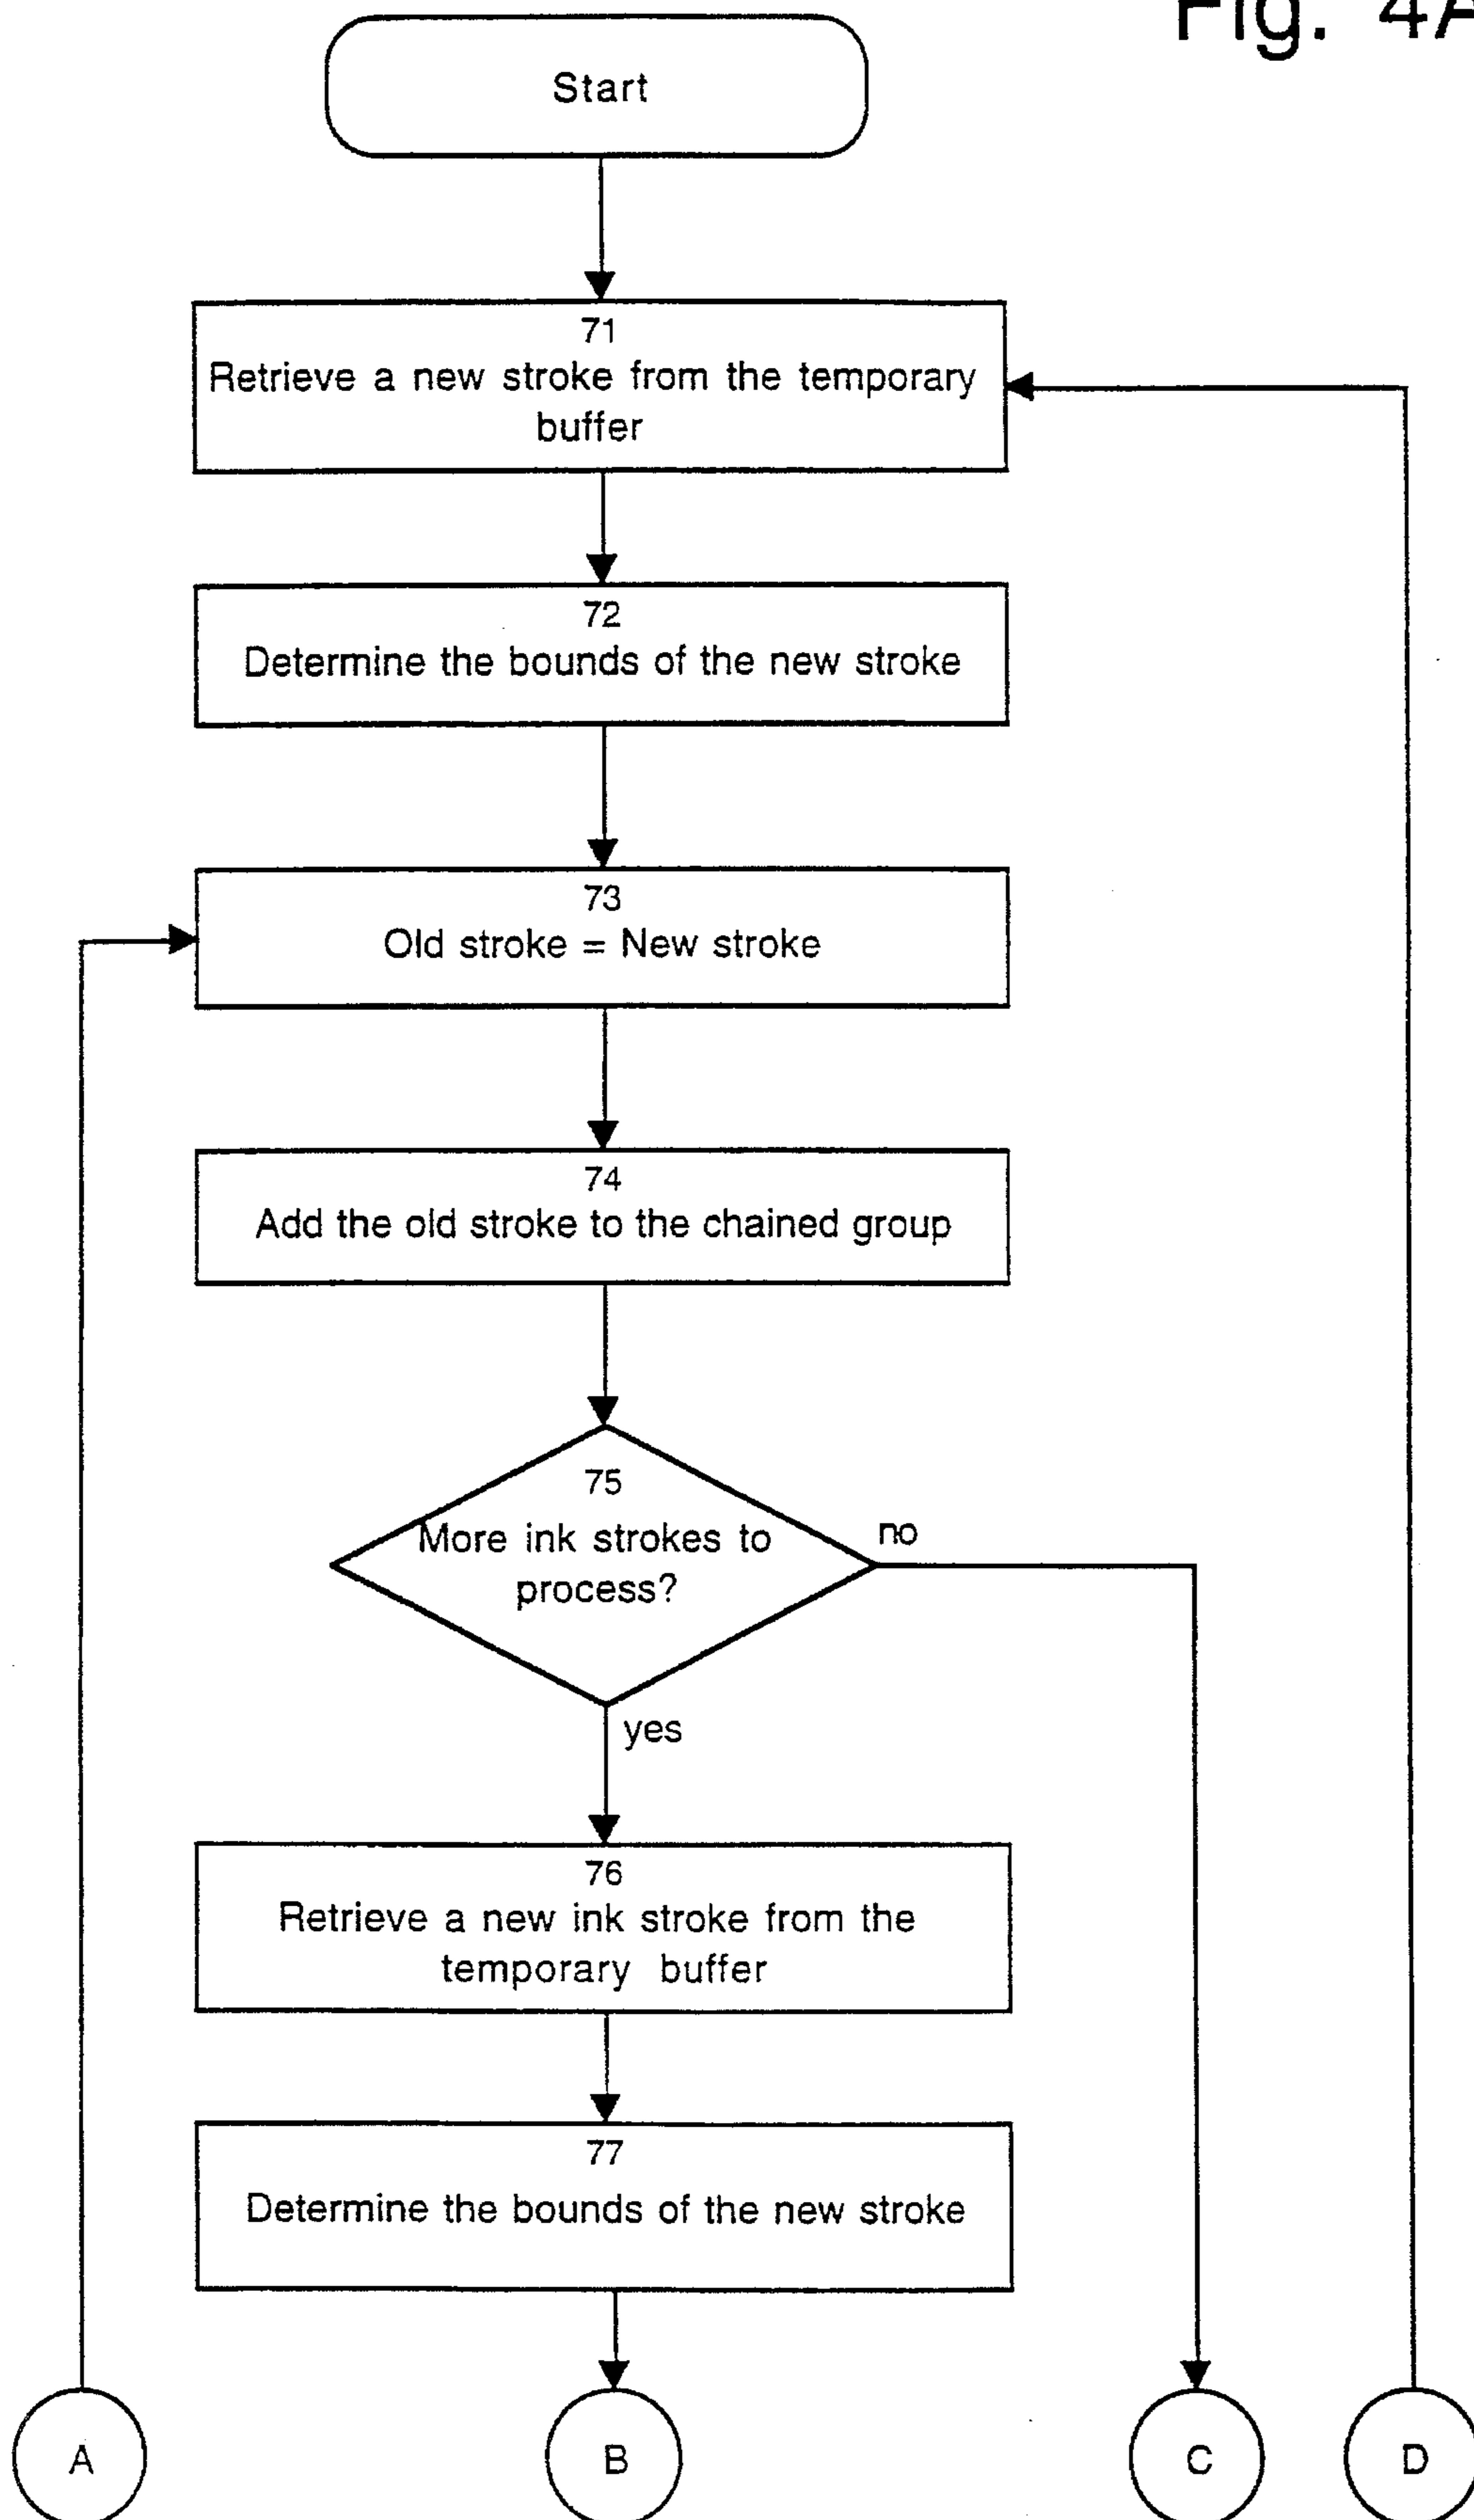 Fig. 4A
Start
71
Retrieve a new stroke from the temporary
buffer
72
Determine the bounds of the new stroke
73
Old stroke = New stroke
74
Add the old stroke to the chained group
75
More ink strokes to
process?
no
yes
76
Retrieve a new ink stroke from the
temporary buffer
77
Determine the bounds of the new stroke
A
B
C
D